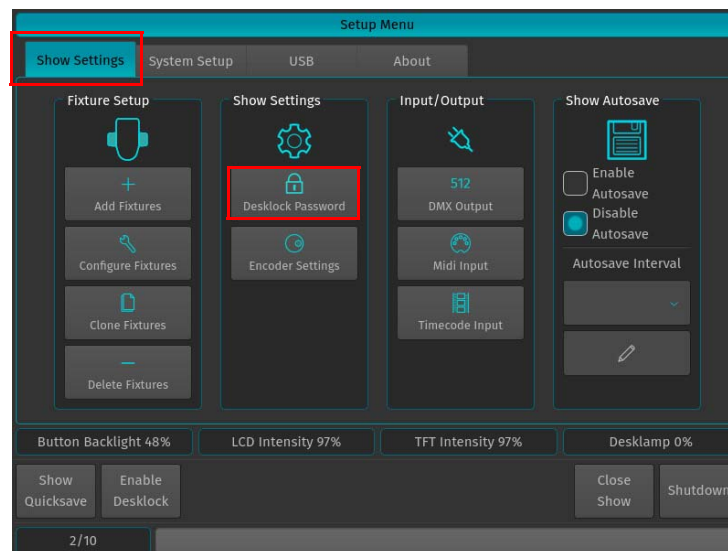 Setup Menu
Show Settings
System Setup
USB
About
Fixture Setup
Add Fixtures
Configure Fixtures
Clone Fixtures
Delete Fixtures
Show Settings
Desklock Password
Encoder Settings
Input/Output
512
DMX Output
Midi Input
Timecode Input
Show Autosave
Enable
Autosave
Disable
Autosave
Autosave Interval
Button Backlight 48%
LCD Intensity 97%
TFT Intensity 97%
Desklamp 0%
Show
Quicksave
Enable
Desklock
Close
Show
Shutdown
2/10